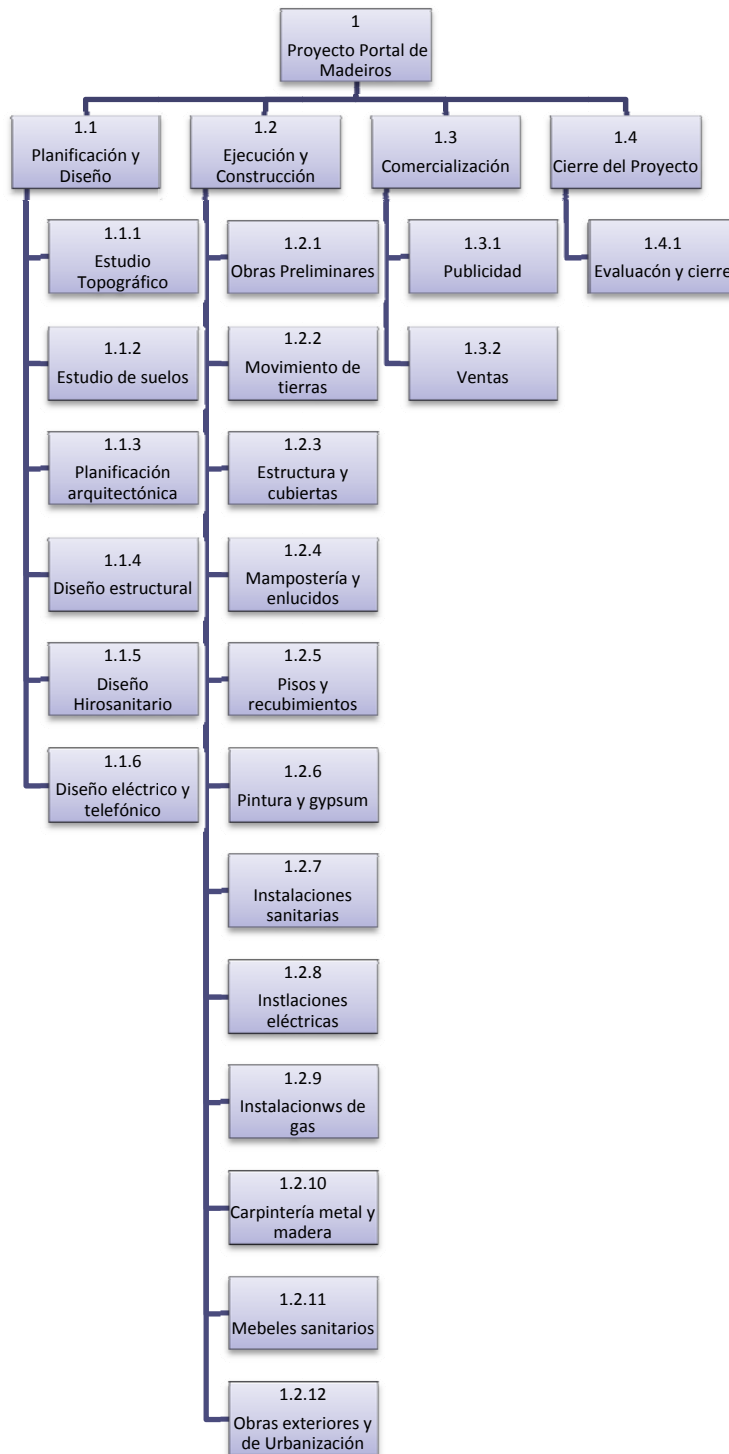 1
Proyecto Portal de
Madeiros
1.1
Planificación y
Diseño
1.1.1
Estudio
Topográfico
1.1.2
Estudio de suelos
1.1.3
Planificación
arquitectónica
1.1.4
Diseño estructural
1.1.5
Diseño
Hirosanitario
1.1.6
Diseño eléctrico y
telefónico
1.2
Ejecución y
Construcción
1.2.1
Obras Preliminares
1.2.2
Movimiento de
tierras
1.2.3
Estructura y
cubiertas
1.2.4
Mampostería y
enlucidos
1.2.5
Pisos y
recubimientos
1.2.6
Pintura y gypsum
1.2.7
Instalaciones
sanitarias
1.2.8
Instlaciones
eléctricas
1.2.9
Instalacionws de
gas
1.2.10
Carpintería metal y
madera
1.2.11
Mebeles sanitarios
1.2.12
Obras exteriores y
de Urbanización
1.3
Comercialización
1.3.1
Publicidad
1.3.2
Ventas
1.4
Cierre del Proyecto
1.4.1
Evaluacón y cierre